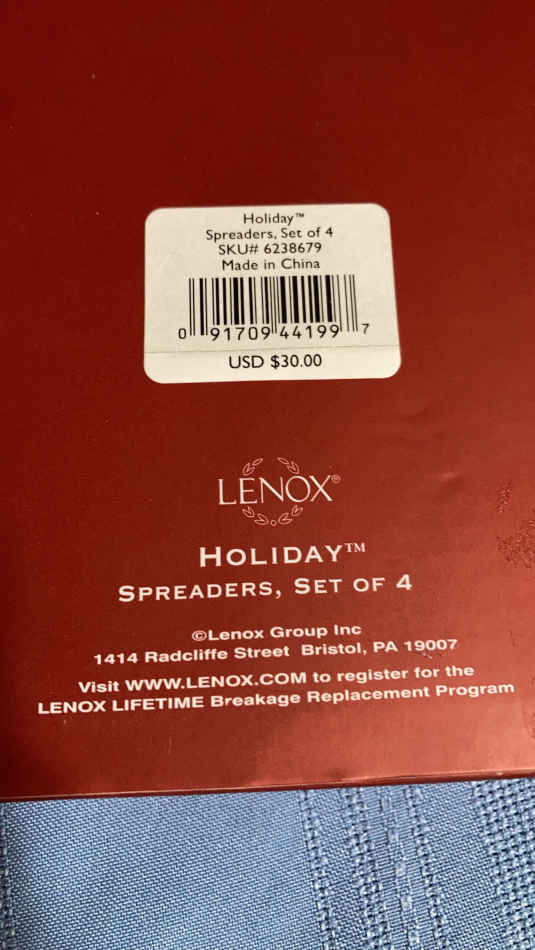 Holiday™
Spreaders, Set of 4
SKU# 6238679
Made in China
0 91709 44199 7
USD $30.00
LENOX®
HOLIDAY™
SPREADERS, SET OF 4
©Lenox Group Inc
1414 Radcliffe Street Bristol, PA 19007
Visit WWW.LENOX.COM to register for the
LENOX LIFETIME Breakage Replacement Program